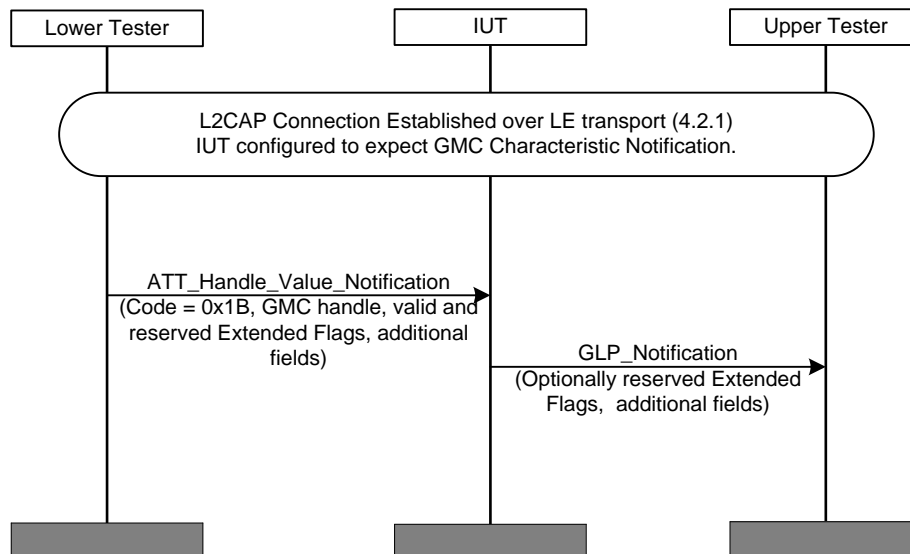 Lower Tester
IUT
Upper Tester
L2CAP Connection Established over LE transport (4.2.1)
IUT configured to expect GMC Characteristic Notification.
ATT_Handle_Value_Notification
(Code = 0x1B, GMC handle, valid and
reserved Extended Flags, additional
fields)
GLP_Notification
(Optionally reserved Extended
Flags,  additional fields)